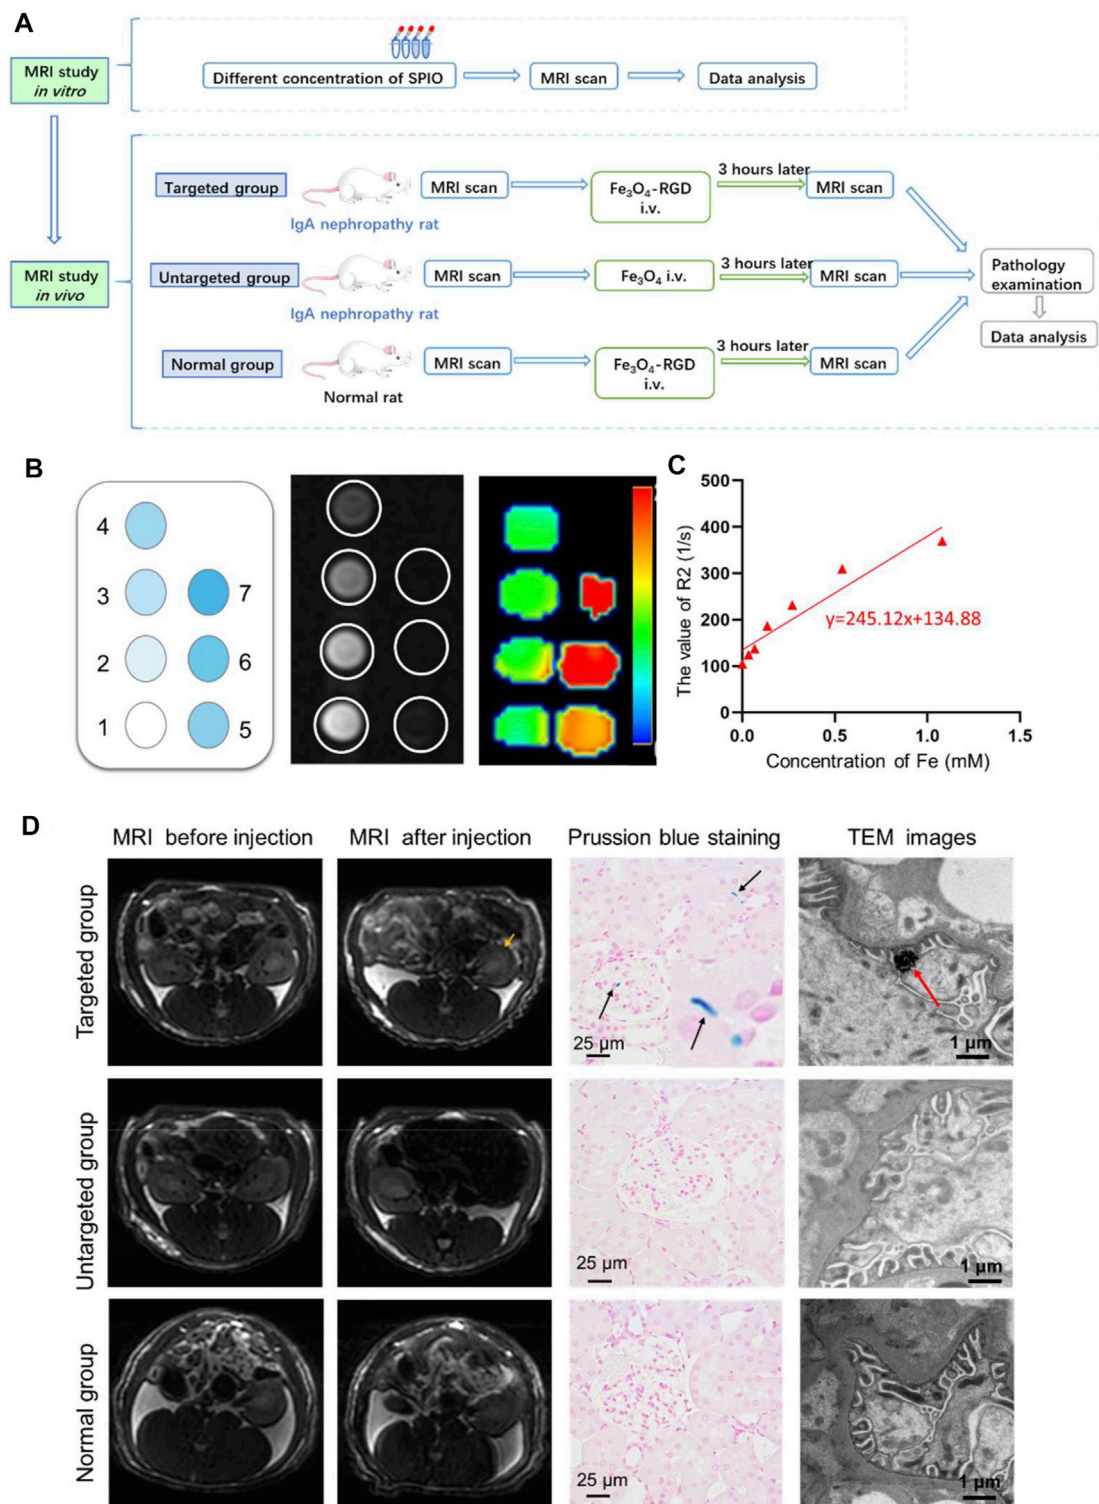 A
MRI study
in vitro
Different concentration of SPIO
MRI scan
Data analysis
MRI study
in vivo
Targeted group
IgA nephropathy rat
MRI scan
Fe₃O₄-RGD
i.v.
3 hours later
MRI scan
Untargeted group
IgA nephropathy rat
MRI scan
Fe₃O₄ i.v.
3 hours later
MRI scan
Normal group
Normal rat
MRI scan
Fe₃O₄-RGD
i.v.
3 hours later
MRI scan
Pathology
examination
Data analysis
B
4
3
7
2
6
1
5
C
The value of R2 (1/s)
500
400
300
200
100
0
y=245.12x+134.88
0.0
0.5
1.0
1.5
Concentration of Fe (mM)
D
MRI before injection
MRI after injection
Prussion blue staining
TEM images
Targeted group
25 µm
1 µm
Untargeted group
25 µm
1 µm
Normal group
25 µm
1 µm